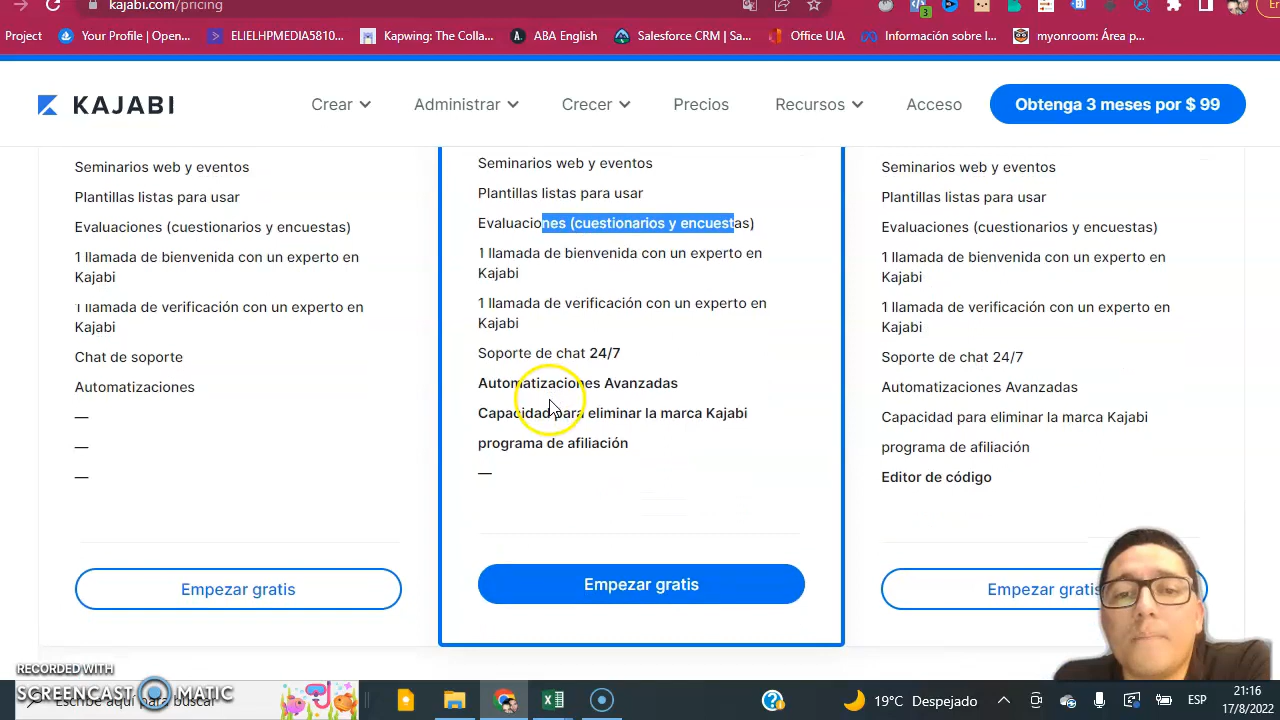 kajabi.com/pricing
Project
Your Profile | Open...
ELIELHPMEDIA5810...
Kapwing: The Colla...
ABA English
Salesforce CRM | Sa...
Office UIA
Información sobre l...
myonroom: Área p...
KAJABI
Crear
Administrar
Crecer
Precios
Recursos
Acceso
Obtenga 3 meses por $ 99
Seminarios web y eventos
Plantillas listas para usar
Evaluaciones (cuestionarios y encuestas)
1 llamada de bienvenida con un experto en
Kajabi
1 llamada de verificación con un experto en
Kajabi
Chat de soporte
Automatizaciones
—
—
—
Empezar gratis
Seminarios web y eventos
Plantillas listas para usar
Evaluaciones (cuestionarios y encuestas)
1 llamada de bienvenida con un experto en
Kajabi
1 llamada de verificación con un experto en
Kajabi
Soporte de chat 24/7
Automatizaciones Avanzadas
Capacidad para eliminar la marca Kajabi
programa de afiliación
—
Empezar gratis
Seminarios web y eventos
Plantillas listas para usar
Evaluaciones (cuestionarios y encuestas)
1 llamada de bienvenida con un experto en
Kajabi
1 llamada de verificación con un experto en
Kajabi
Soporte de chat 24/7
Automatizaciones Avanzadas
Capacidad para eliminar la marca Kajabi
programa de afiliación
Editor de código
Empezar gratis
RECORDED WITH
SCREENCAST MATIC
Escribe aquí para buscar
19°C Despejado
ESP
21:16
17/8/2022